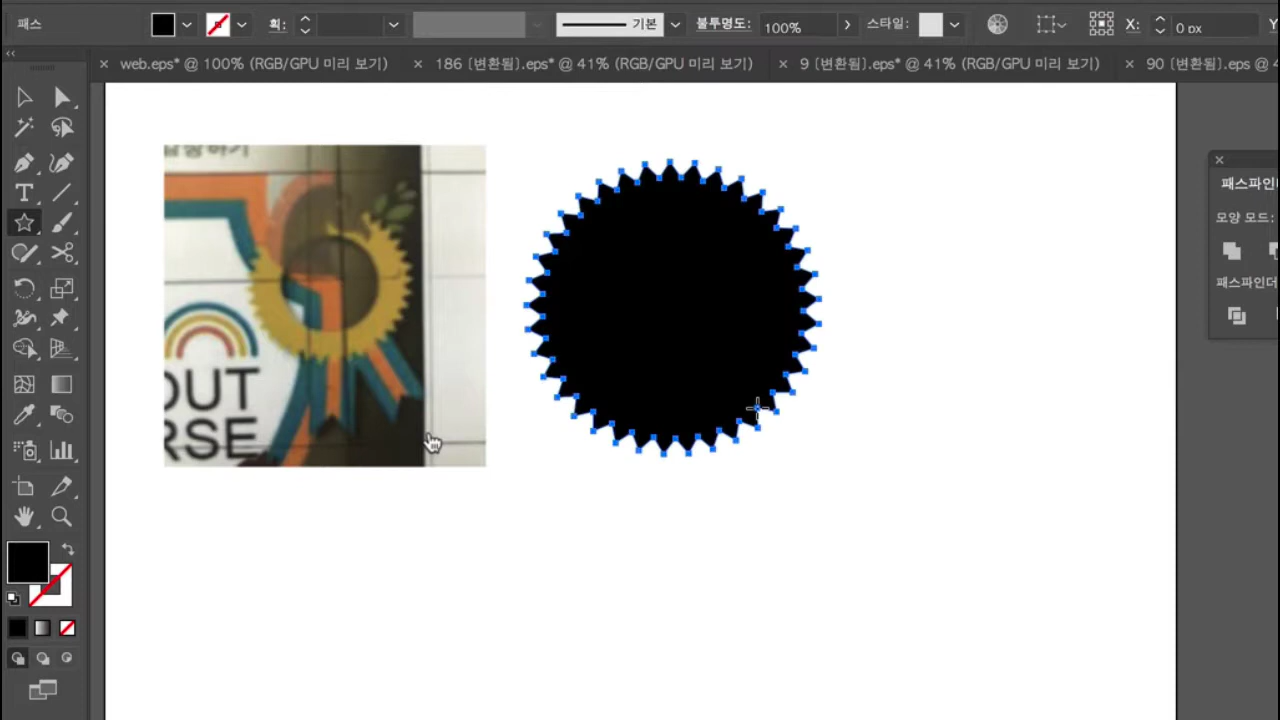 패스
획:
기본
불투명도: 100%
스타일:
X: 0 px
Y
web.eps* @ 100% (RGB/GPU 미리 보기)
186 [변환됨].eps* @ 41% (RGB/GPU 미리 보기)
9 [변환됨].eps* @ 41% (RGB/GPU 미리 보기)
90 [변환됨].eps @ 4
패스파인
모양 모드:
패스파인더
OUT
RSE